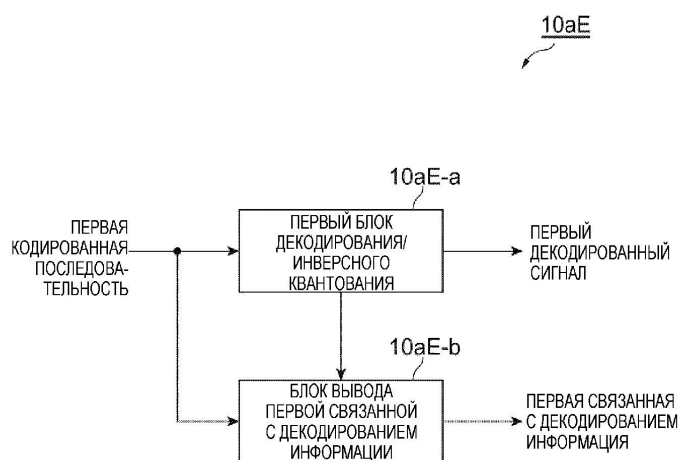 10aE
10aE-a
ПЕРВАЯ
КОДИРОВАННАЯ
ПОСЛЕДОВА-
ТЕЛЬНОСТЬ
ПЕРВЫЙ БЛОК
ДЕКОДИРОВАНИЯ/
ИНВЕРСНОГО
КВАНТОВАНИЯ
ПЕРВЫЙ
ДЕКОДИРОВАННЫЙ
СИГНАЛ
10aE-b
БЛОК ВЫВОДА
ПЕРВОЙ СВЯЗАННОЙ
С ДЕКОДИРОВАНИЕМ
ИНФОРМАЦИИ
ПЕРВАЯ СВЯЗАННАЯ
С ДЕКОДИРОВАНИЕМ
ИНФОРМАЦИЯ